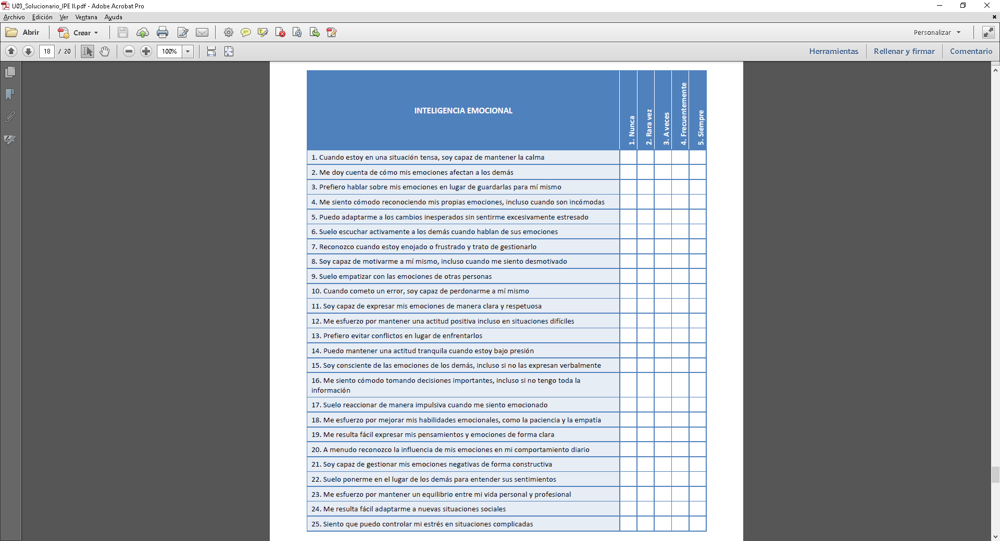 U03_Solucionario_IPE II.pdf - Adobe Acrobat Pro
Archivo Edición Ver Ventana Ayuda
Abrir Crear Personalizar
18 / 20 100% Herramientas Rellenar y firmar Comentario
INTELIGENCIA EMOCIONAL
1. Nunca
2. Rara vez
3. A veces
4. Frecuentemente
5. Siempre
1. Cuando estoy en una situación tensa, soy capaz de mantener la calma
2. Me doy cuenta de cómo mis emociones afectan a los demás
3. Prefiero hablar sobre mis emociones en lugar de guardarlas para mí mismo
4. Me siento cómodo reconociendo mis propias emociones, incluso cuando son incómodas
5. Puedo adaptarme a los cambios inesperados sin sentirme excesivamente estresado
6. Suelo escuchar activamente a los demás cuando hablan de sus emociones
7. Reconozco cuando estoy enojado o frustrado y trato de gestionarlo
8. Soy capaz de motivarme a mí mismo, incluso cuando me siento desmotivado
9. Suelo empatizar con las emociones de otras personas
10. Cuando cometo un error, soy capaz de perdonarme a mí mismo
11. Soy capaz de expresar mis emociones de manera clara y respetuosa
12. Me esfuerzo por mantener una actitud positiva incluso en situaciones difíciles
13. Prefiero evitar conflictos en lugar de enfrentarlos
14. Puedo mantener una actitud tranquila cuando estoy bajo presión
15. Soy consciente de las emociones de los demás, incluso si no las expresan verbalmente
16. Me siento cómodo tomando decisiones importantes, incluso si no tengo toda la
información
17. Suelo reaccionar de manera impulsiva cuando me siento emocionado
18. Me esfuerzo por mejorar mis habilidades emocionales, como la paciencia y la empatía
19. Me resulta fácil expresar mis pensamientos y emociones de forma clara
20. A menudo reconozco la influencia de mis emociones en mi comportamiento diario
21. Soy capaz de gestionar mis emociones negativas de forma constructiva
22. Suelo ponerme en el lugar de los demás para entender sus sentimientos
23. Me esfuerzo por mantener un equilibrio entre mi vida personal y profesional
24. Me resulta fácil adaptarme a nuevas situaciones sociales
25. Siento que puedo controlar mi estrés en situaciones complicadas